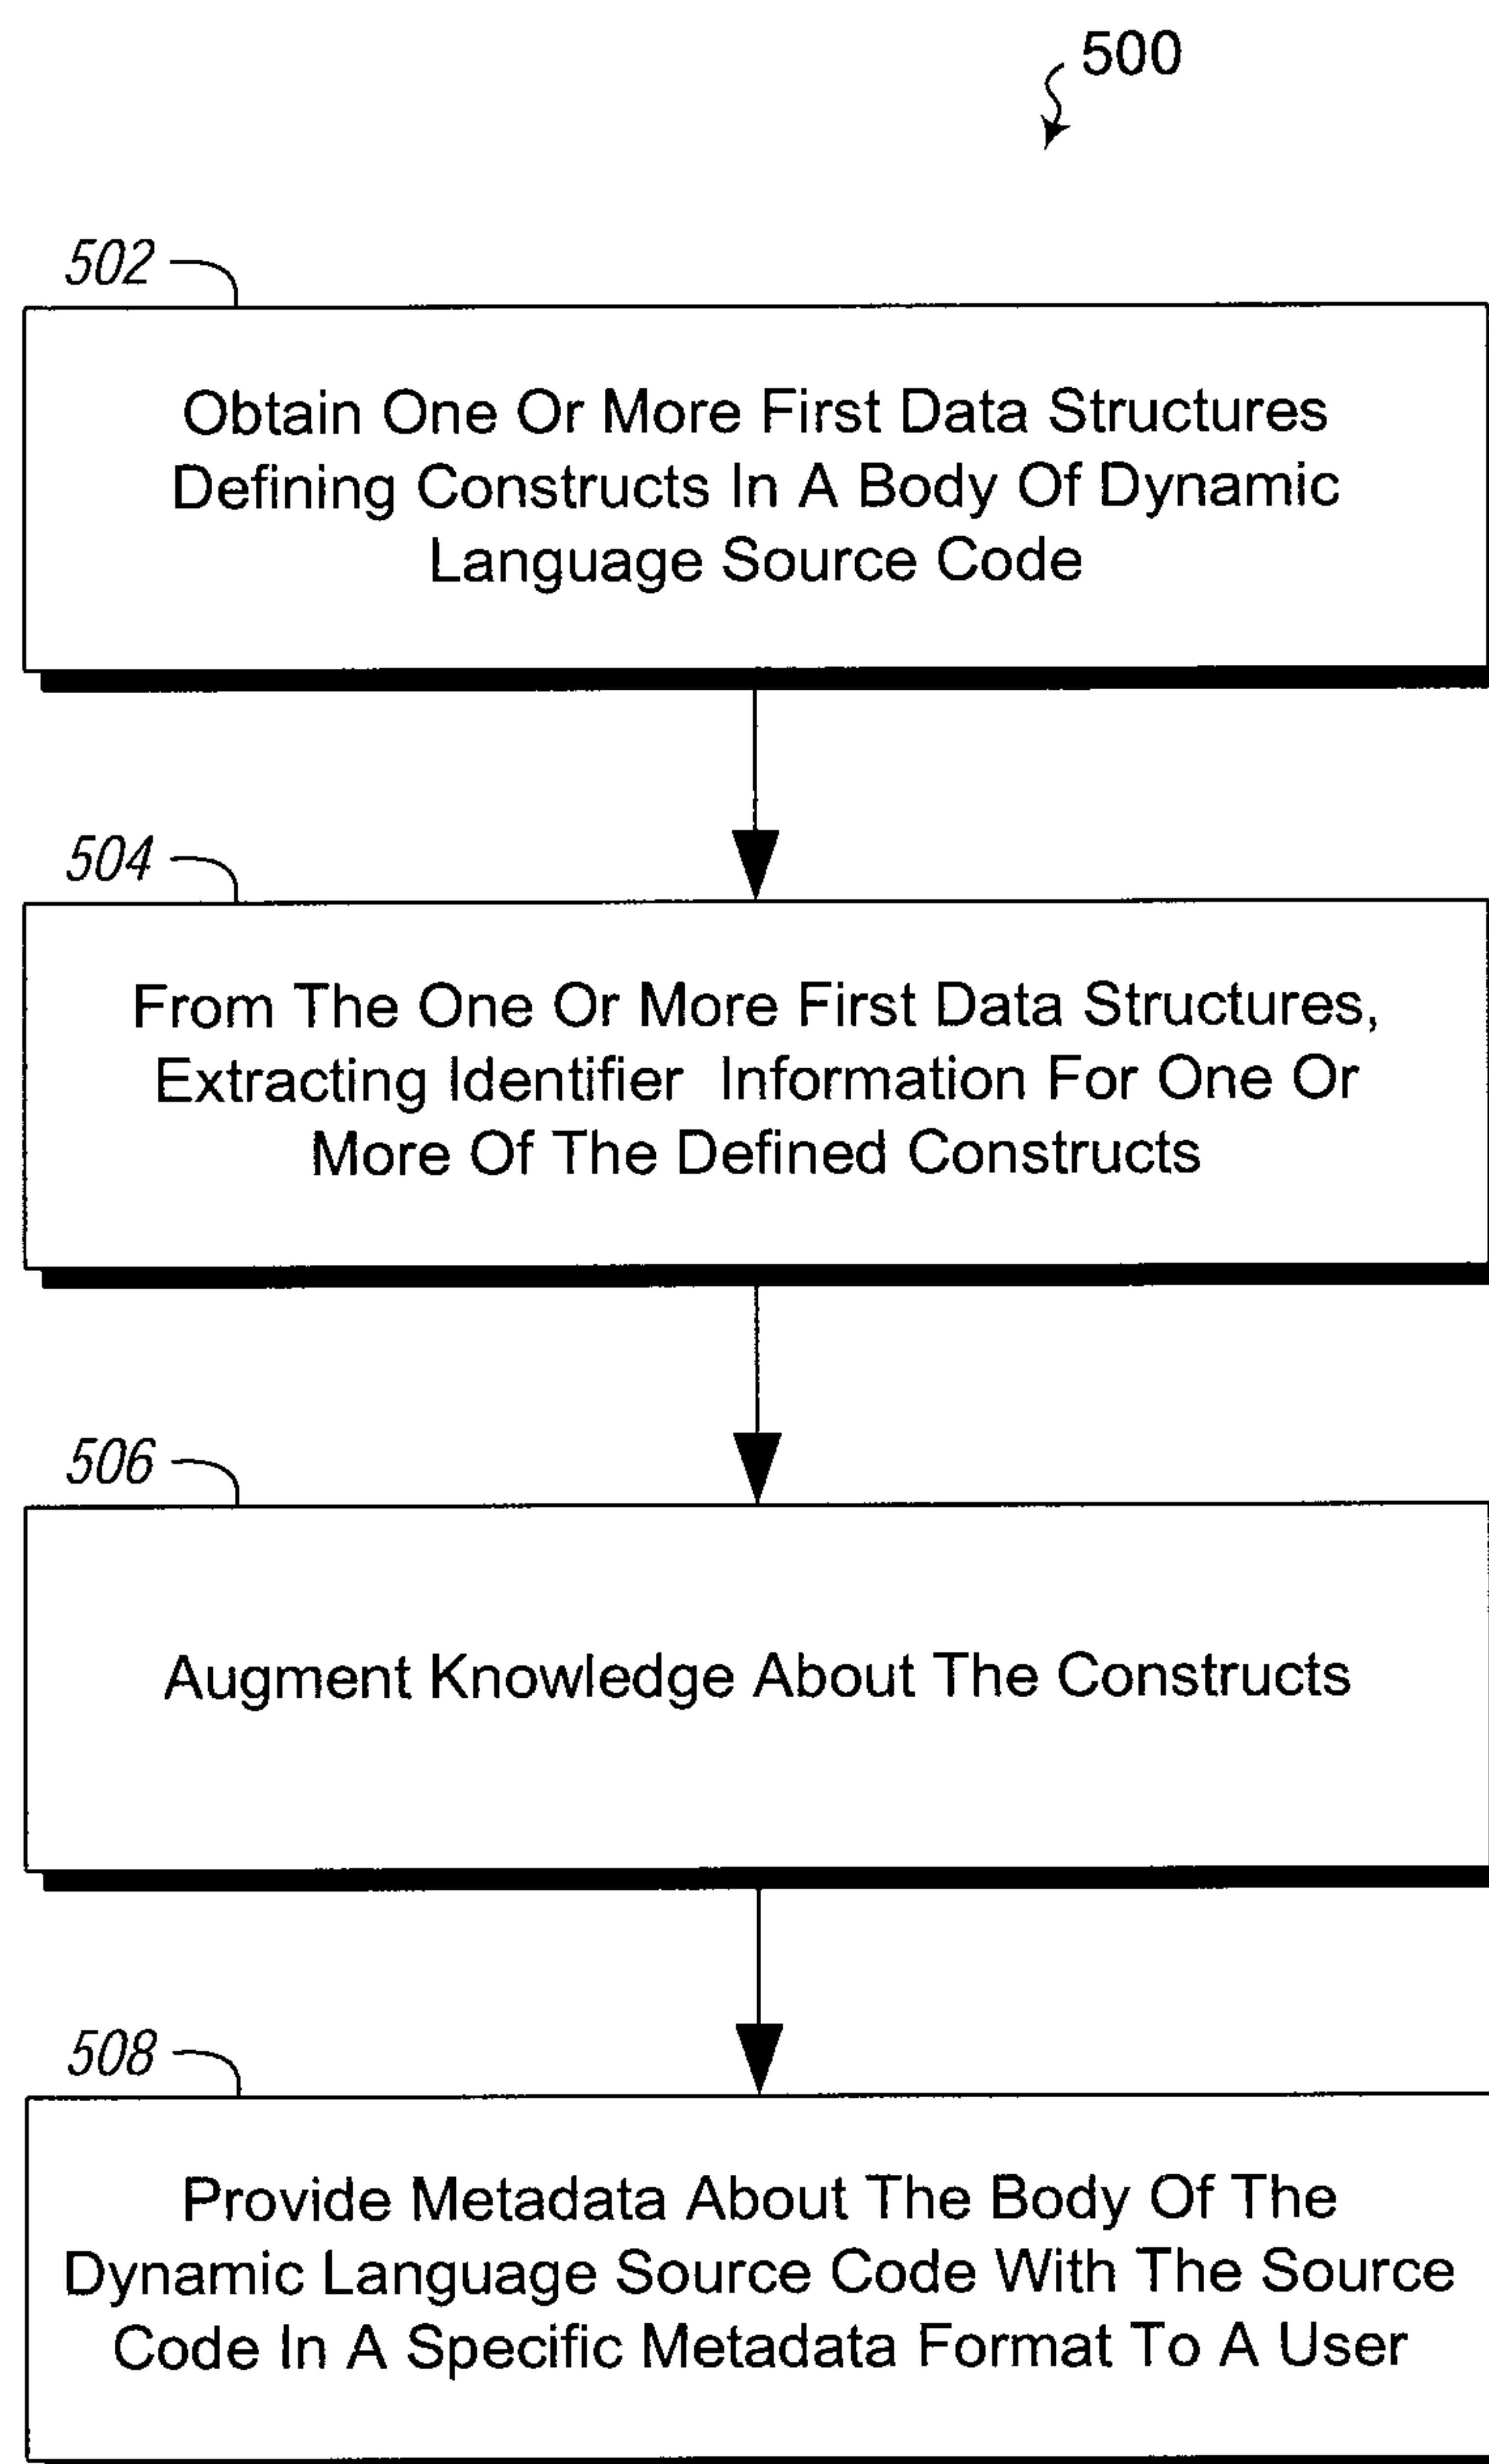 500
502
Obtain One Or More First Data Structures
Defining Constructs In A Body Of Dynamic
Language Source Code
504
From The One Or More First Data Structures,
Extracting Identifier Information For One Or
More Of The Defined Constructs
506
Augment Knowledge About The Constructs
508
Provide Metadata About The Body Of The
Dynamic Language Source Code With The Source
Code In A Specific Metadata Format To A User